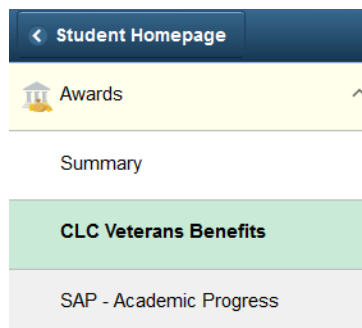 Student Homepage
Awards
Summary
CLC Veterans Benefits
SAP - Academic Progress